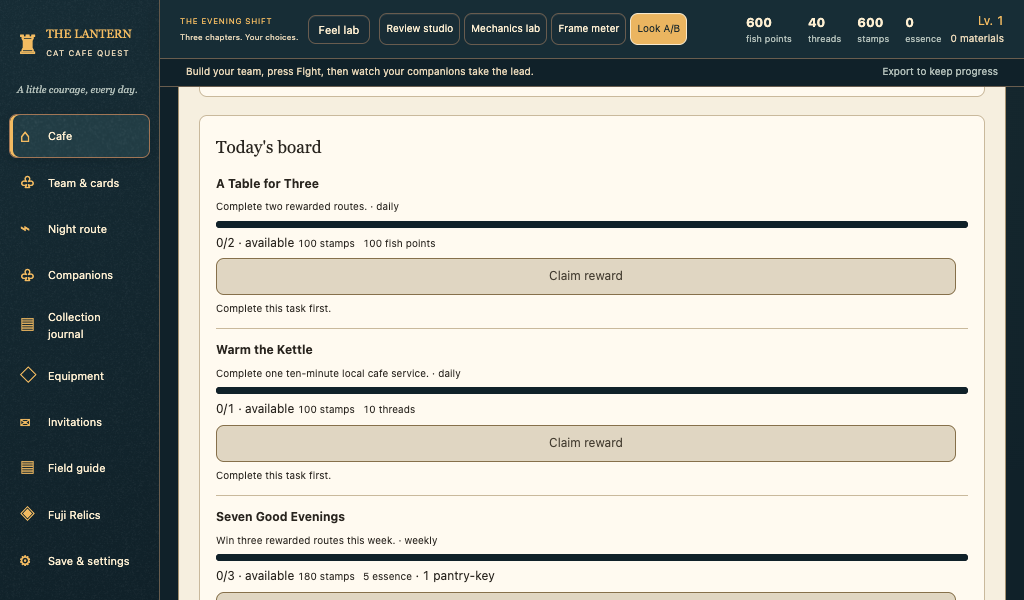 THE LANTERN
CAT CAFE QUEST
A little courage, every day.
Cafe
Team & cards
Night route
Companions
Collection
journal
Equipment
Invitations
Field guide
Fuji Relics
Save & settings
THE EVENING SHIFT
Three chapters. Your choices.
Feel lab
Review studio
Mechanics lab
Frame meter
Look A/B
600
fish points
40
threads
600
stamps
0
essence
Lv. 1
0 materials
Build your team, press Fight, then watch your companions take the lead.
Export to keep progress
Today's board
A Table for Three
Complete two rewarded routes. · daily
0/2 · available 100 stamps 100 fish points
Claim reward
Complete this task first.
Warm the Kettle
Complete one ten-minute local cafe service. · daily
0/1 · available 100 stamps 10 threads
Claim reward
Complete this task first.
Seven Good Evenings
Win three rewarded routes this week. · weekly
0/3 · available 180 stamps 5 essence · 1 pantry-key